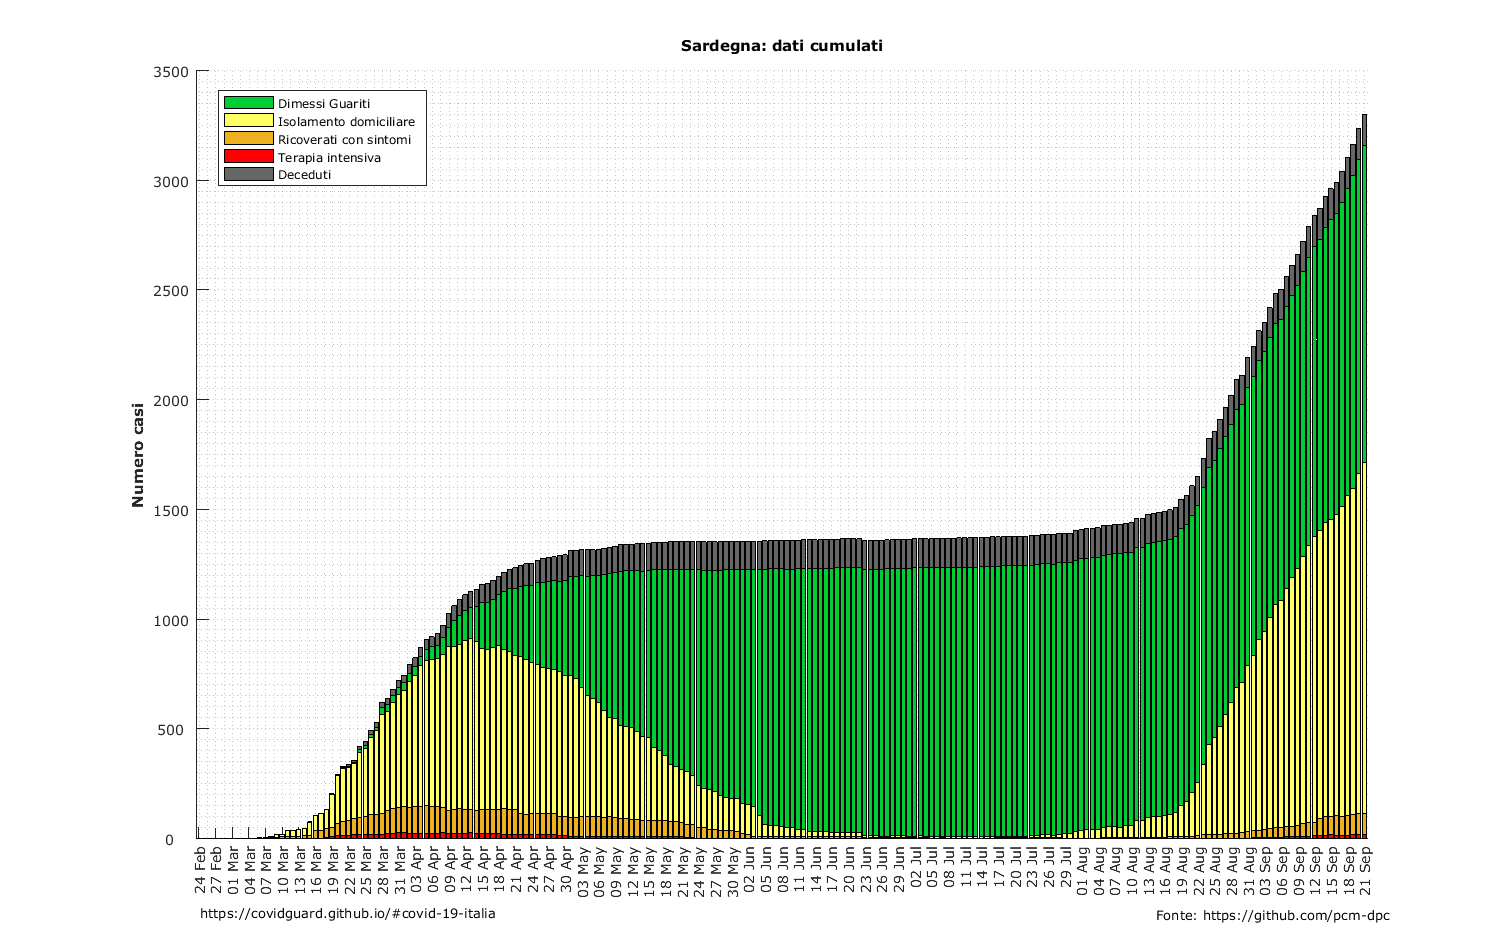 Sardegna: dati cumulati
3500
3000
2500
2000
1500
1000
500
0
Numero casi
Dimessi Guariti
Isolamento domiciliare
Ricoverati con sintomi
Terapia intensiva
Deceduti
24 Feb
27 Feb
01 Mar
04 Mar
07 Mar
10 Mar
13 Mar
16 Mar
19 Mar
22 Mar
25 Mar
28 Mar
31 Mar
03 Apr
06 Apr
09 Apr
12 Apr
15 Apr
18 Apr
21 Apr
24 Apr
27 Apr
30 Apr
03 May
06 May
09 May
12 May
15 May
18 May
21 May
24 May
27 May
30 May
02 Jun
05 Jun
08 Jun
11 Jun
14 Jun
17 Jun
20 Jun
23 Jun
26 Jun
29 Jun
02 Jul
05 Jul
08 Jul
11 Jul
14 Jul
17 Jul
20 Jul
23 Jul
26 Jul
29 Jul
01 Aug
04 Aug
07 Aug
10 Aug
13 Aug
16 Aug
19 Aug
22 Aug
25 Aug
28 Aug
31 Aug
03 Sep
06 Sep
09 Sep
12 Sep
15 Sep
18 Sep
21 Sep
https://covidguard.github.io/#covid-19-italia
Fonte: https://github.com/pcm-dpc